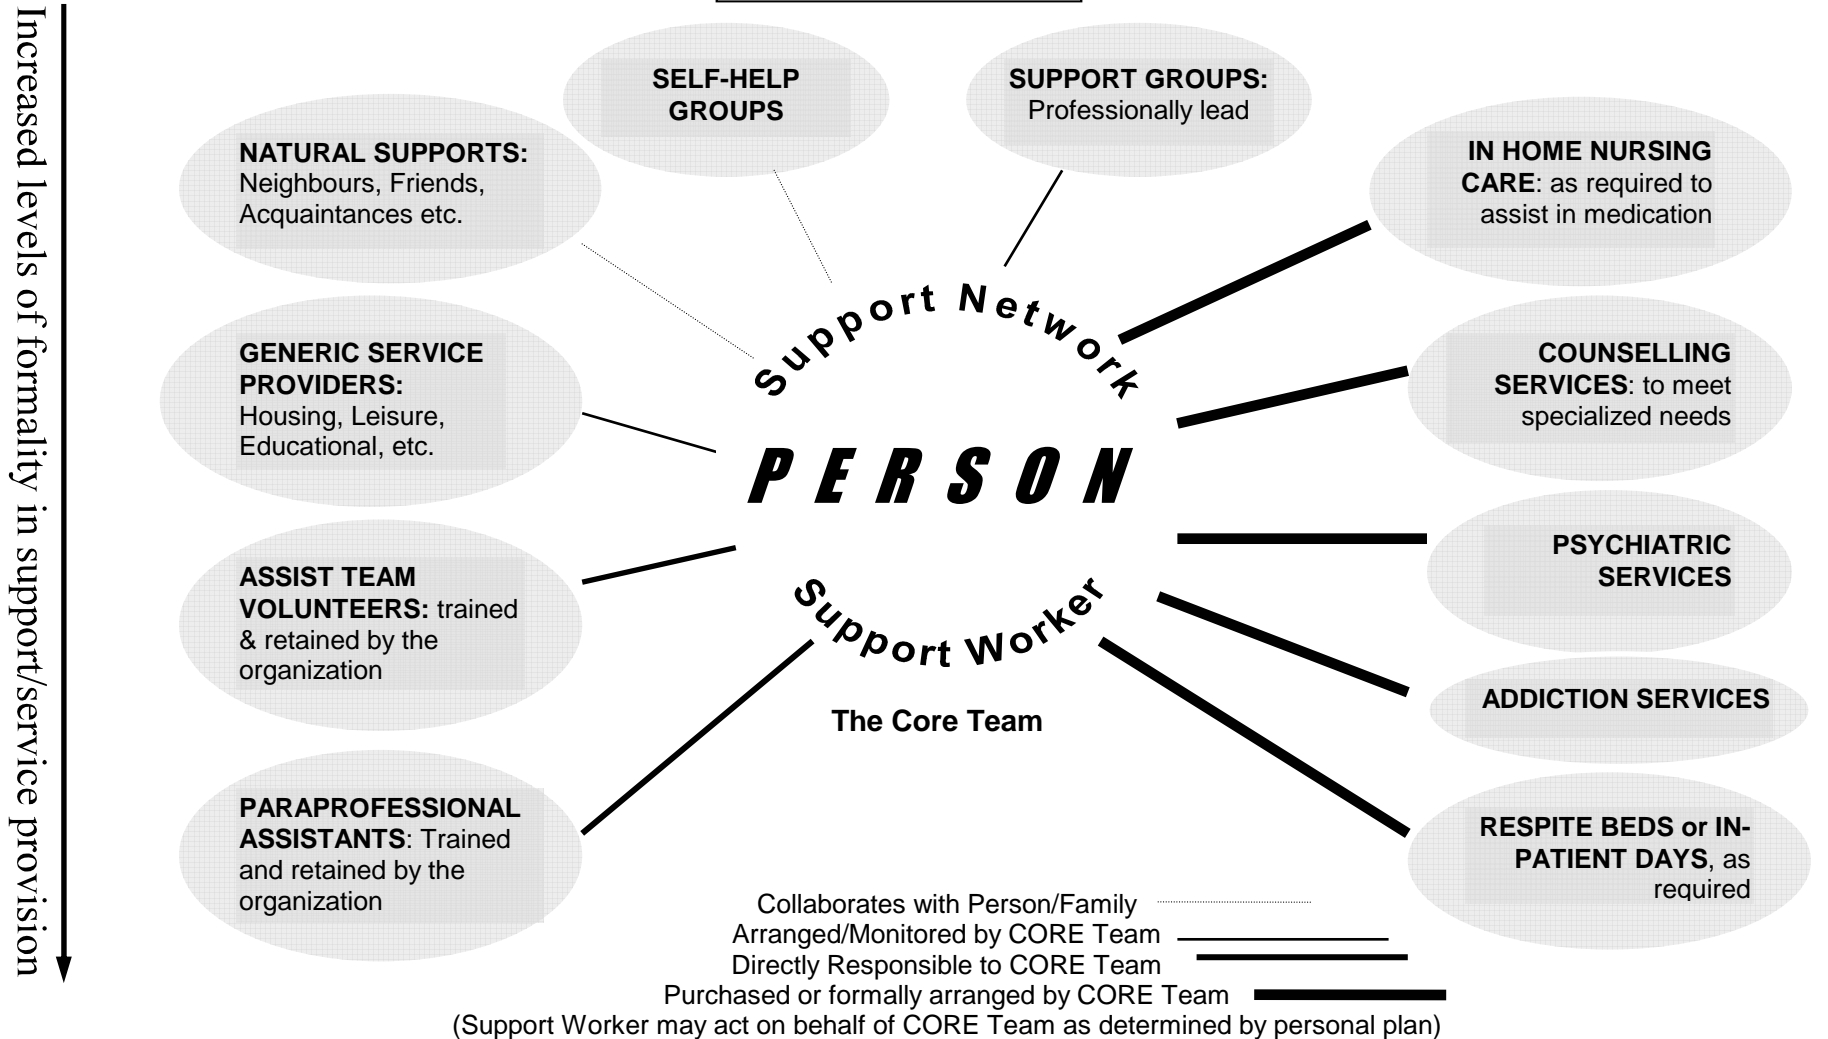 Increased levels of formality in support/service provision
SELF-HELP
GROUPS
SUPPORT GROUPS:
Professionally lead
NATURAL SUPPORTS:
Neighbours, Friends,
Acquaintances etc.
IN HOME NURSING
CARE: as required to
assist in medication
GENERIC SERVICE
PROVIDERS:
Housing, Leisure,
Educational, etc.
Support Network
COUNSELLING
SERVICES: to meet
specialized needs
PERSON
ASSIST TEAM
VOLUNTEERS: trained
& retained by the
organization
Support Worker
PSYCHIATRIC
SERVICES
The Core Team
ADDICTION SERVICES
PARAPROFESSIONAL
ASSISTANTS: Trained
and retained by the
organization
RESPITE BEDS or IN-
PATIENT DAYS, as
required
Collaborates with Person/Family
Arranged/Monitored by CORE Team
Directly Responsible to CORE Team
Purchased or formally arranged by CORE Team
(Support Worker may act on behalf of CORE Team as determined by personal plan)